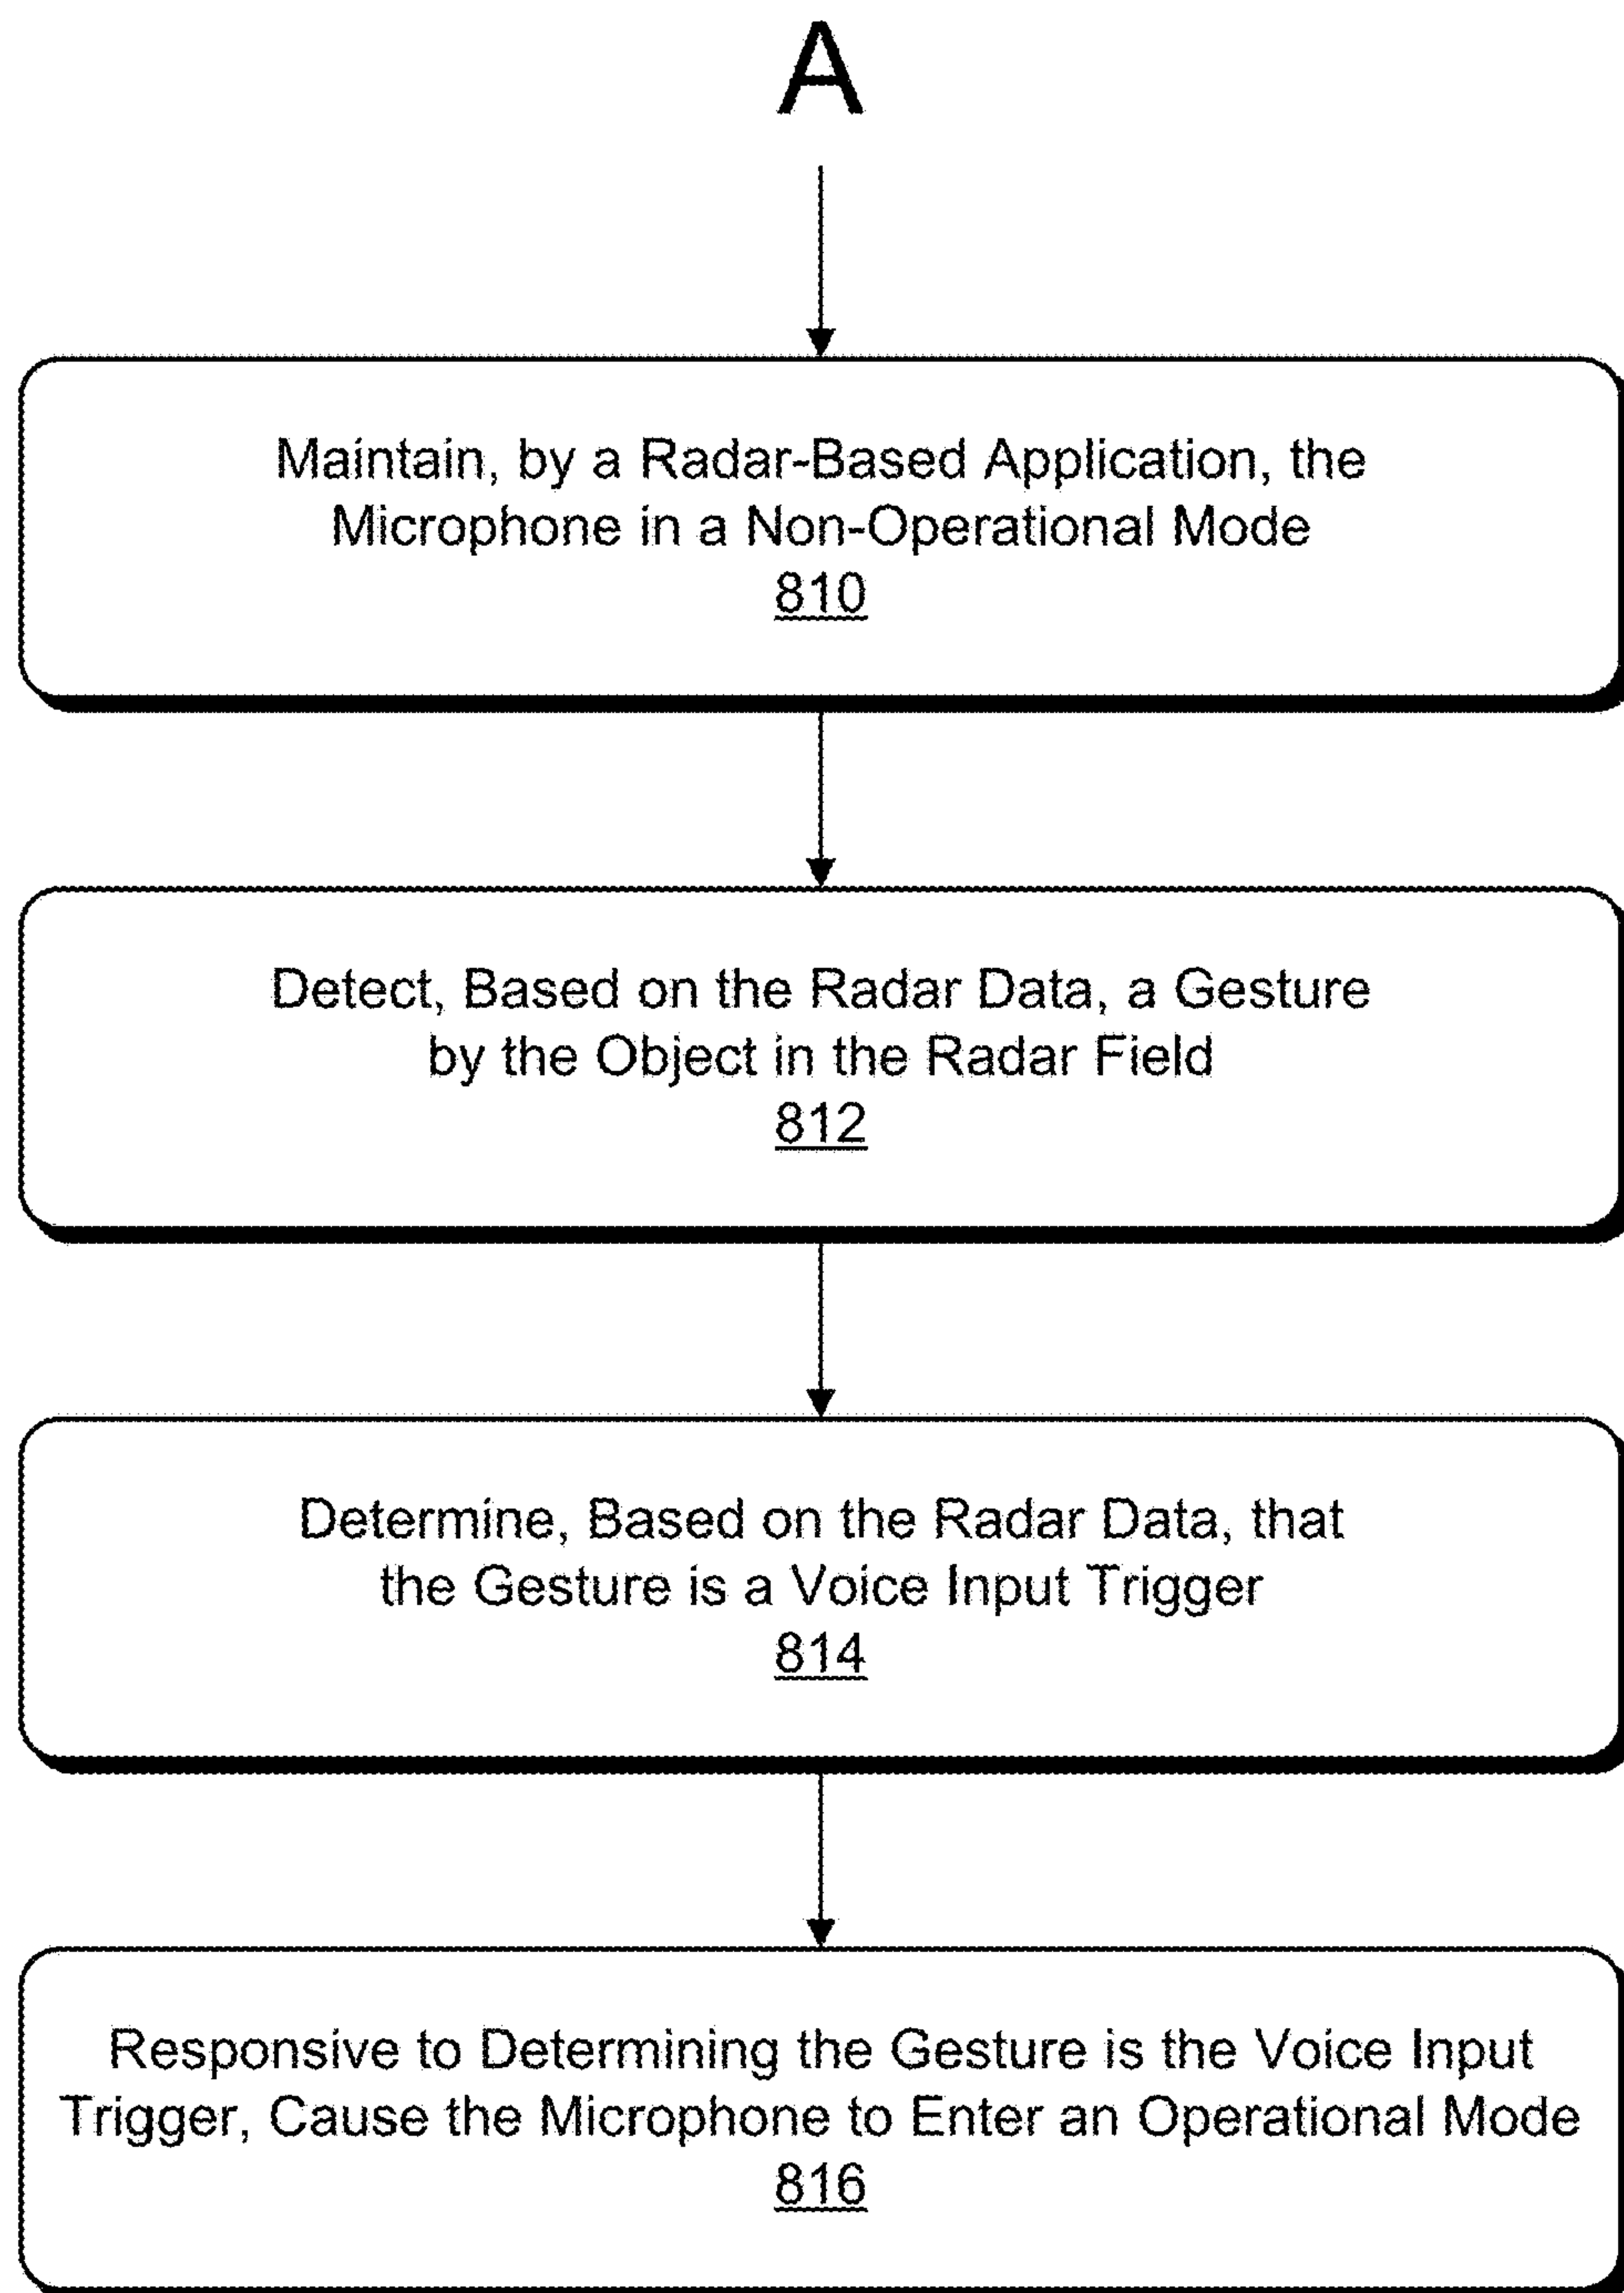 A
Maintain, by a Radar-Based Application, the
Microphone in a Non-Operational Mode
810
Detect, Based on the Radar Data, a Gesture
by the Object in the Radar Field
812
Determine, Based on the Radar Data, that
the Gesture is a Voice Input Trigger
814
Responsive to Determining the Gesture is the Voice Input
Trigger, Cause the Microphone to Enter an Operational Mode
816